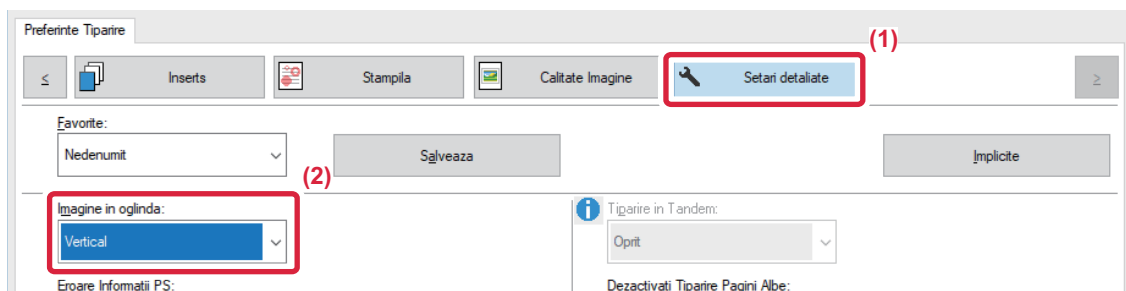 Preferinte Tiparire
(1)
<
Inserts
Stampila
Calitate Imagine
Setari detaliate
>
Favorite:
Nedenumit
Salveaza
Implicite
(2)
Imagine in oglinda:
Tiparire in Tandem:
Vertical
Oprit
Eroare Informatii PS:
Dezactivati Tiparire Pagini Albe: